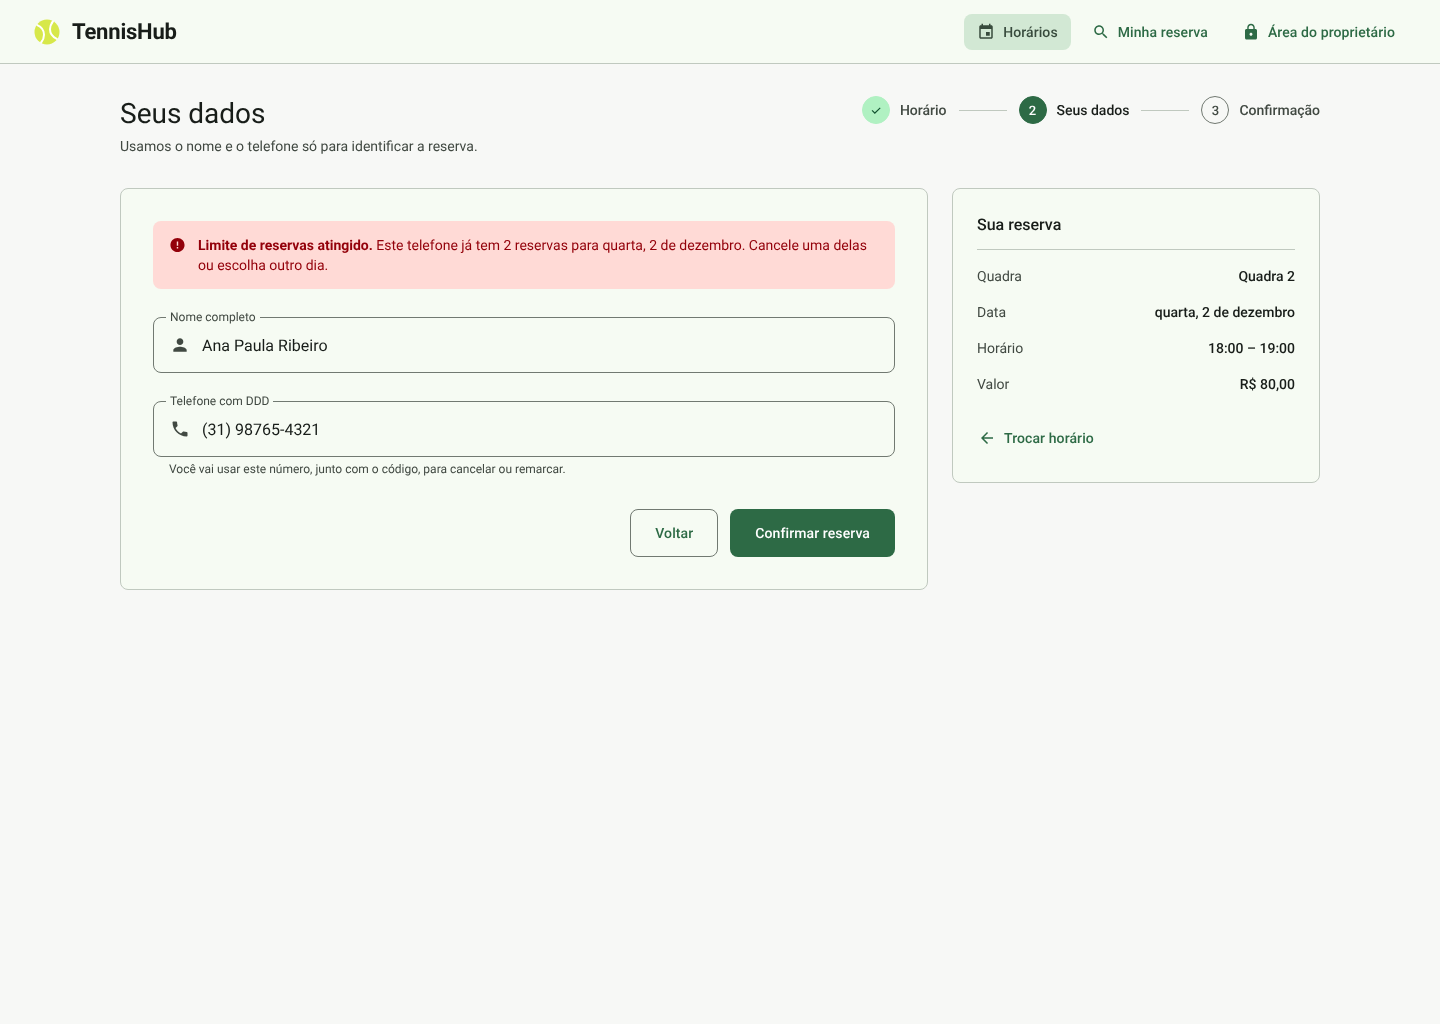 TennisHub
Horários
Minha reserva
Área do proprietário
Seus dados
Usamos o nome e o telefone só para identificar a reserva.
Horário
2
Seus dados
3
Confirmação
Limite de reservas atingido. Este telefone já tem 2 reservas para quarta, 2 de dezembro. Cancele uma delas
ou escolha outro dia.
Nome completo
Ana Paula Ribeiro
Telefone com DDD
(31) 98765-4321
Você vai usar este número, junto com o código, para cancelar ou remarcar.
Voltar
Confirmar reserva
Sua reserva
Quadra
Quadra 2
Data
quarta, 2 de dezembro
Horário
18:00 – 19:00
Valor
R$ 80,00
Trocar horário